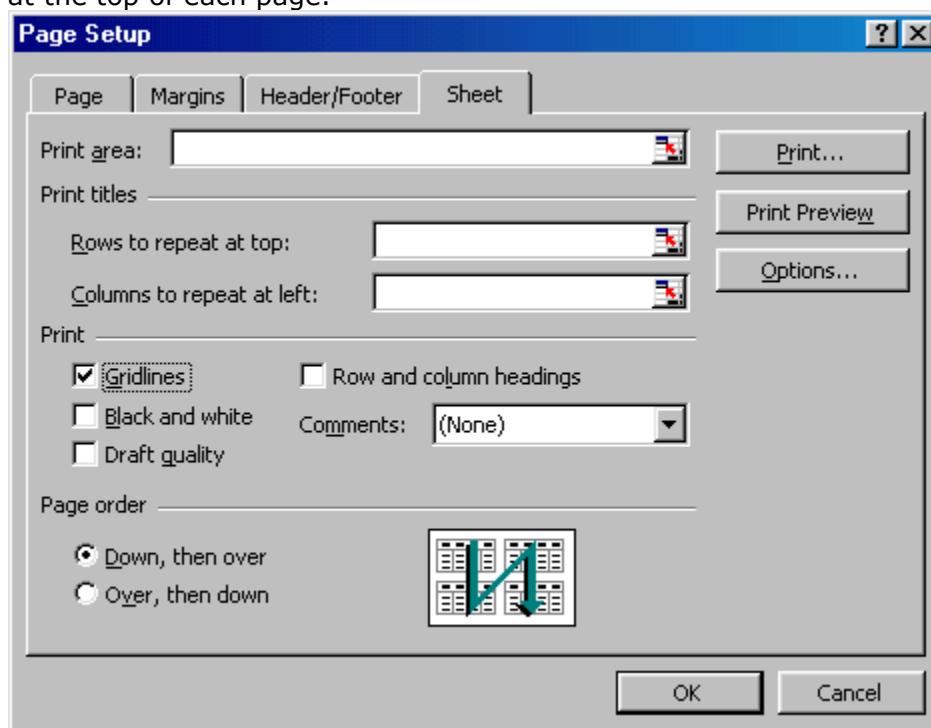 at the top of each page.
Page Setup
Page Margins Header/Footer Sheet
Print area:
Print...
Print titles
Print Preview
Rows to repeat at top:
Options...
Columns to repeat at left:
Print
Gridlines Row and column headings
Black and white Comments: (None)
Draft quality
Page order
Down, then over
Over, then down
OK Cancel